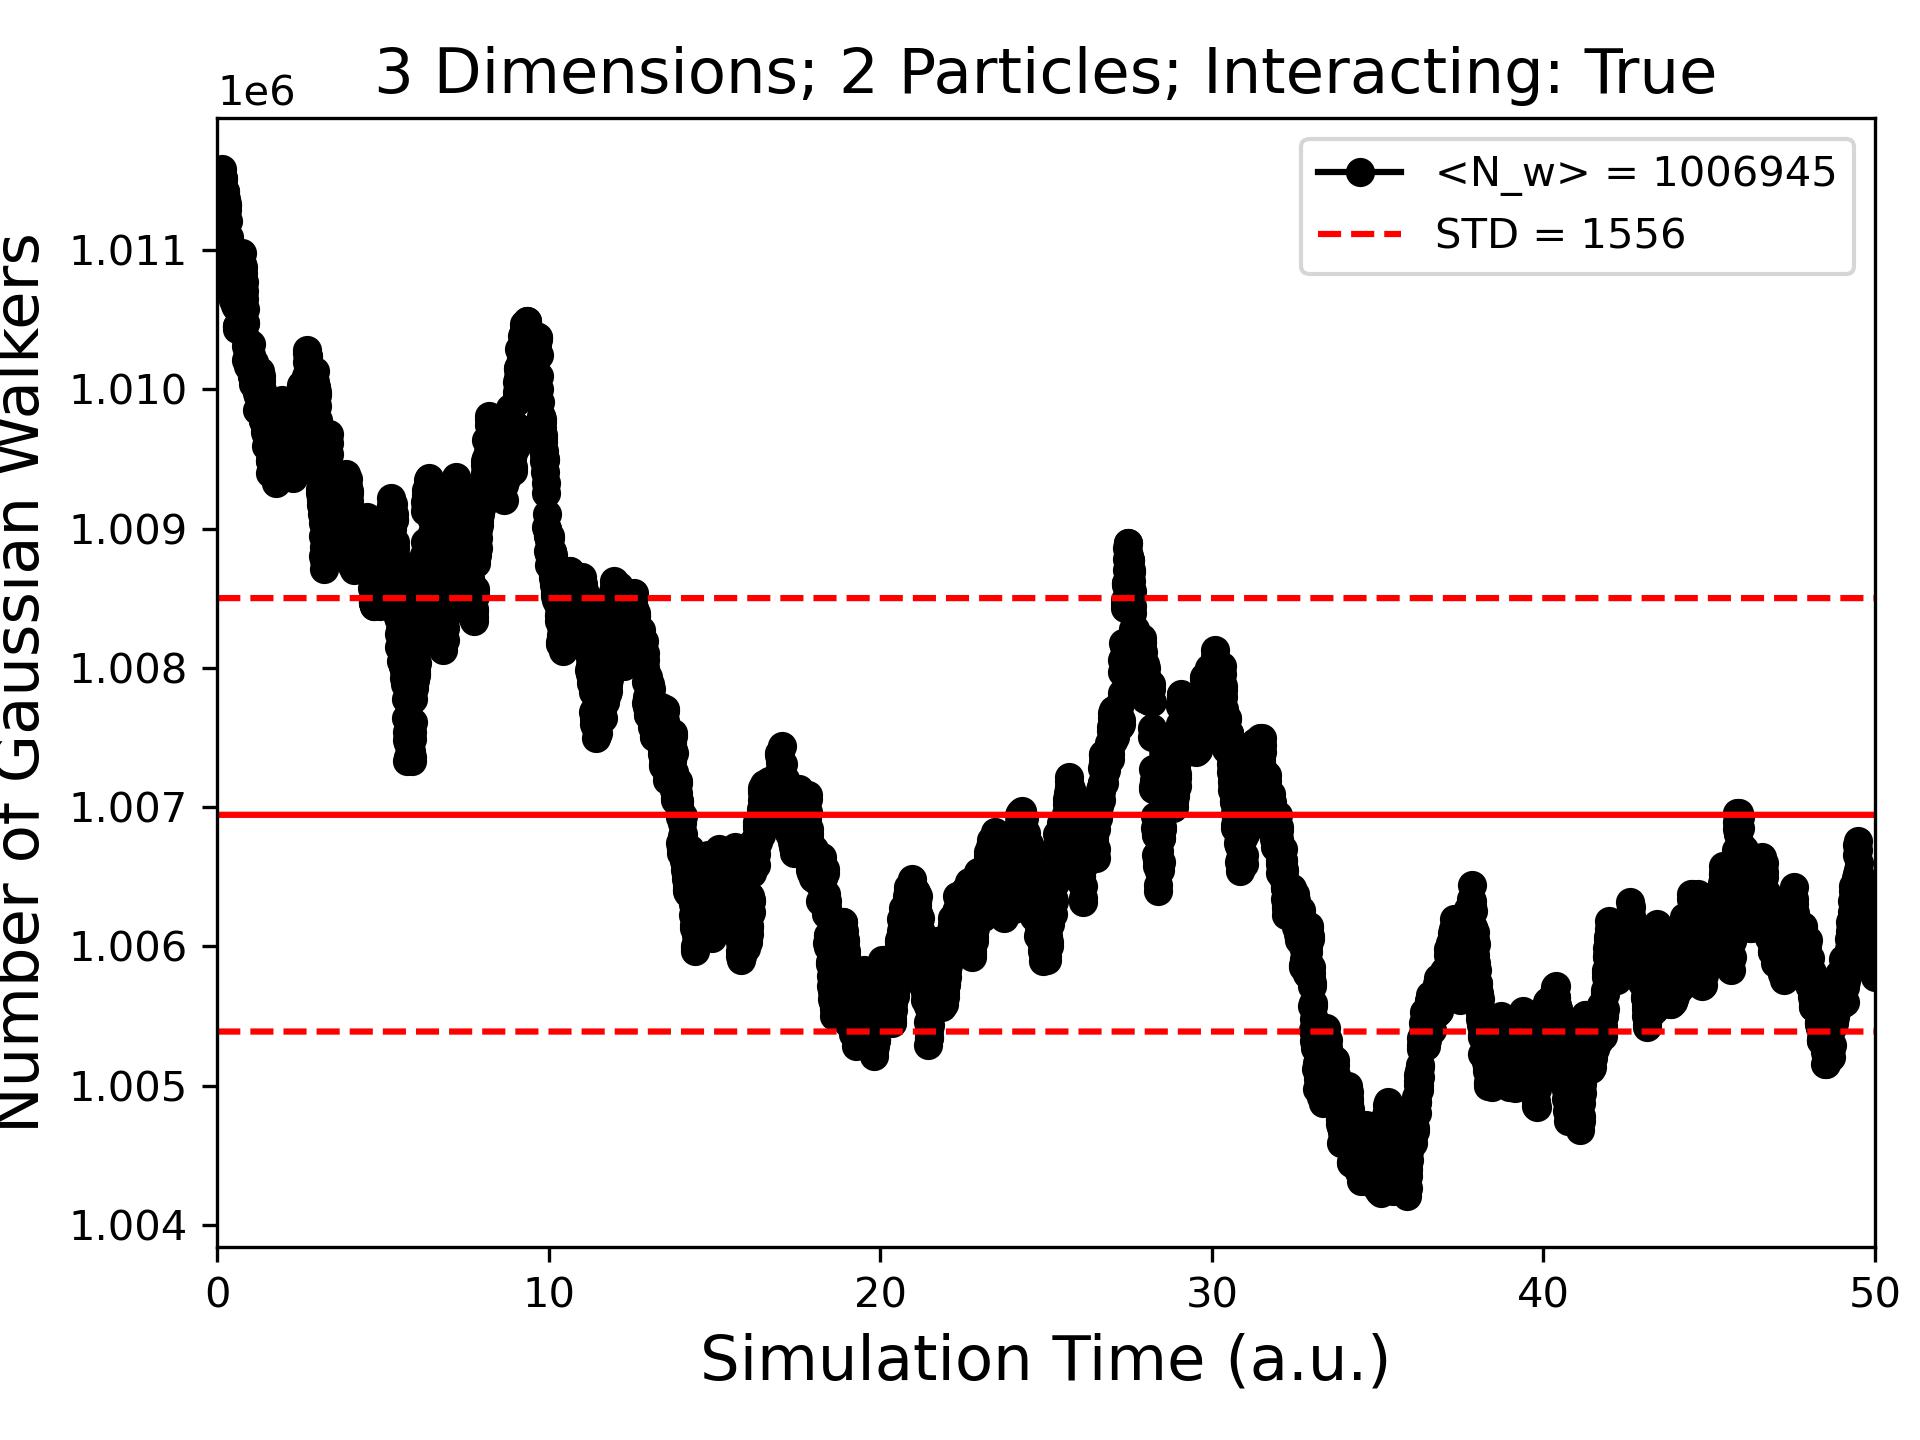 3 Dimensions; 2 Particles; Interacting: True
1e6
<N_w> = 1006945
STD = 1556
1.011
1.010
1.009
1.008
1.007
1.006
1.005
1.004
Number of Gaussian Walkers
0 10 20 30 40 50
Simulation Time (a.u.)